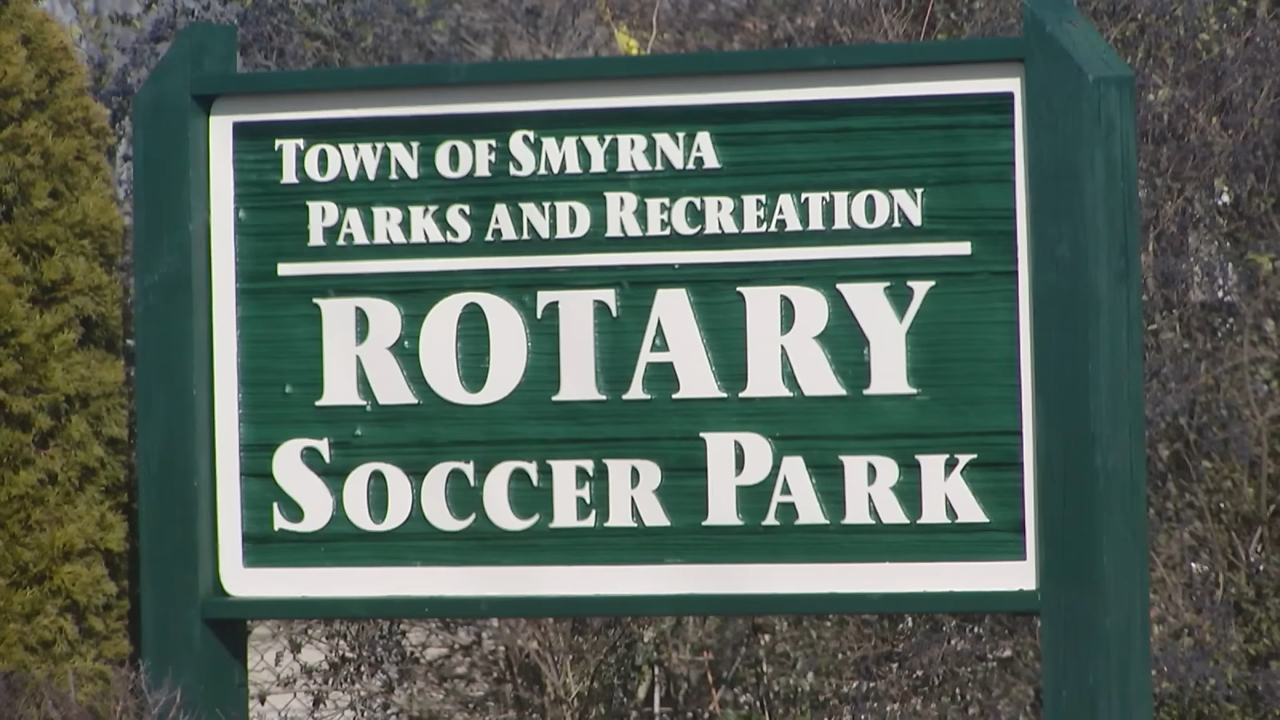 TOWN OF SMYRNA
PARKS AND RECREATION
ROTARY
SOCCER PARK